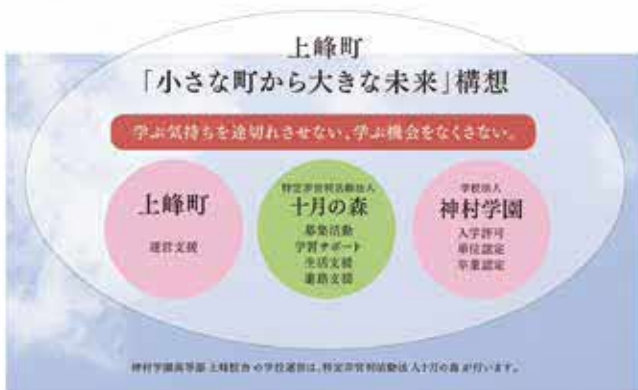 上峰町
「小さな町から大きな未来」構想
学ぶ気持ちを途切れさせない、学ぶ機会をなくさない。
上峰町
運営支援
特定非営利活動法人
十月の森
募集活動
学習サポート
生活支援
進路支援
学校法人
神村学園
入学許可
単位認定
卒業認定
神村学園高等部 上峰校舎 の学校運営は、特定非営利活動法人十月の森 が行います。